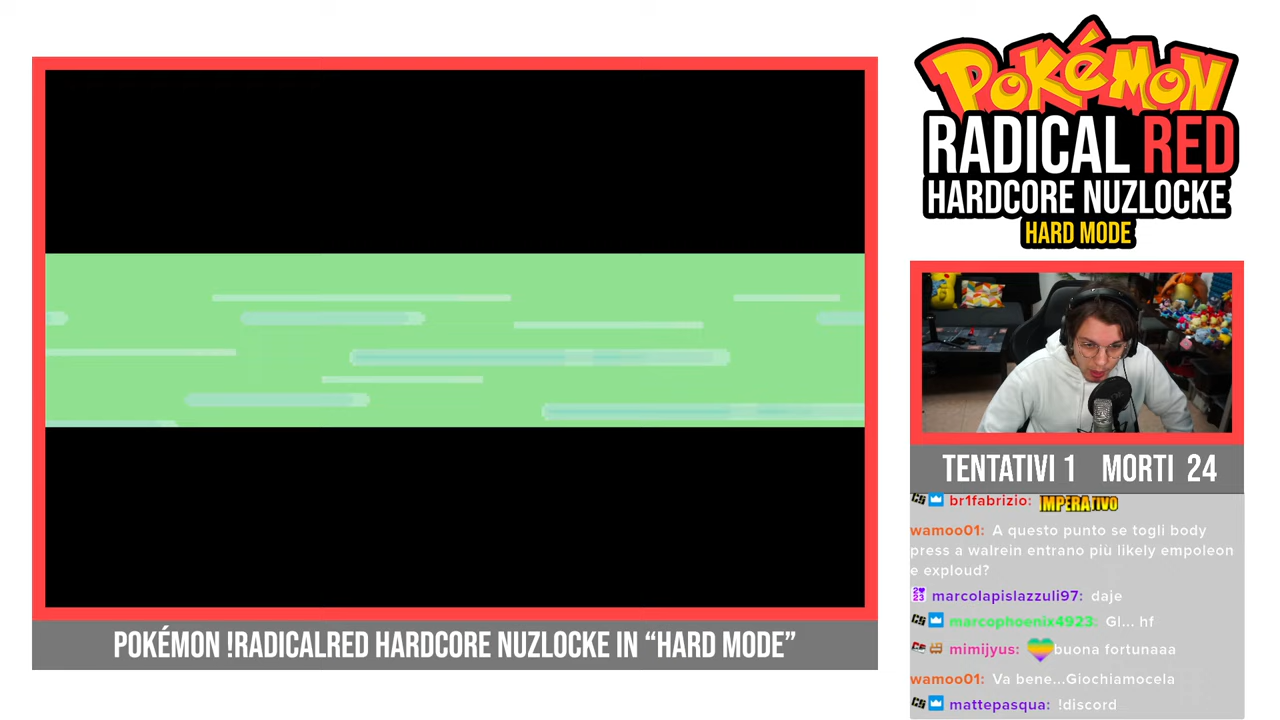 POKÉMON
RADICAL RED
HARDCORE NUZLOCKE
HARD MODE
TENTATIVI 1 MORTI 24
br1fabrizio: IMPERATIVO
wamoo01: A questo punto se togli body
press a walrein entrano più likely empoleon
e exploud?
marcolapislazzuli97: daje
marcophoenix4923: Gl... hf
mimijyus: buona fortunaaa
wamoo01: Va bene...Giochiamocela
mattepasqua: !discord
POKÉMON !RADICALRED HARDCORE NUZLOCKE IN “HARD MODE”